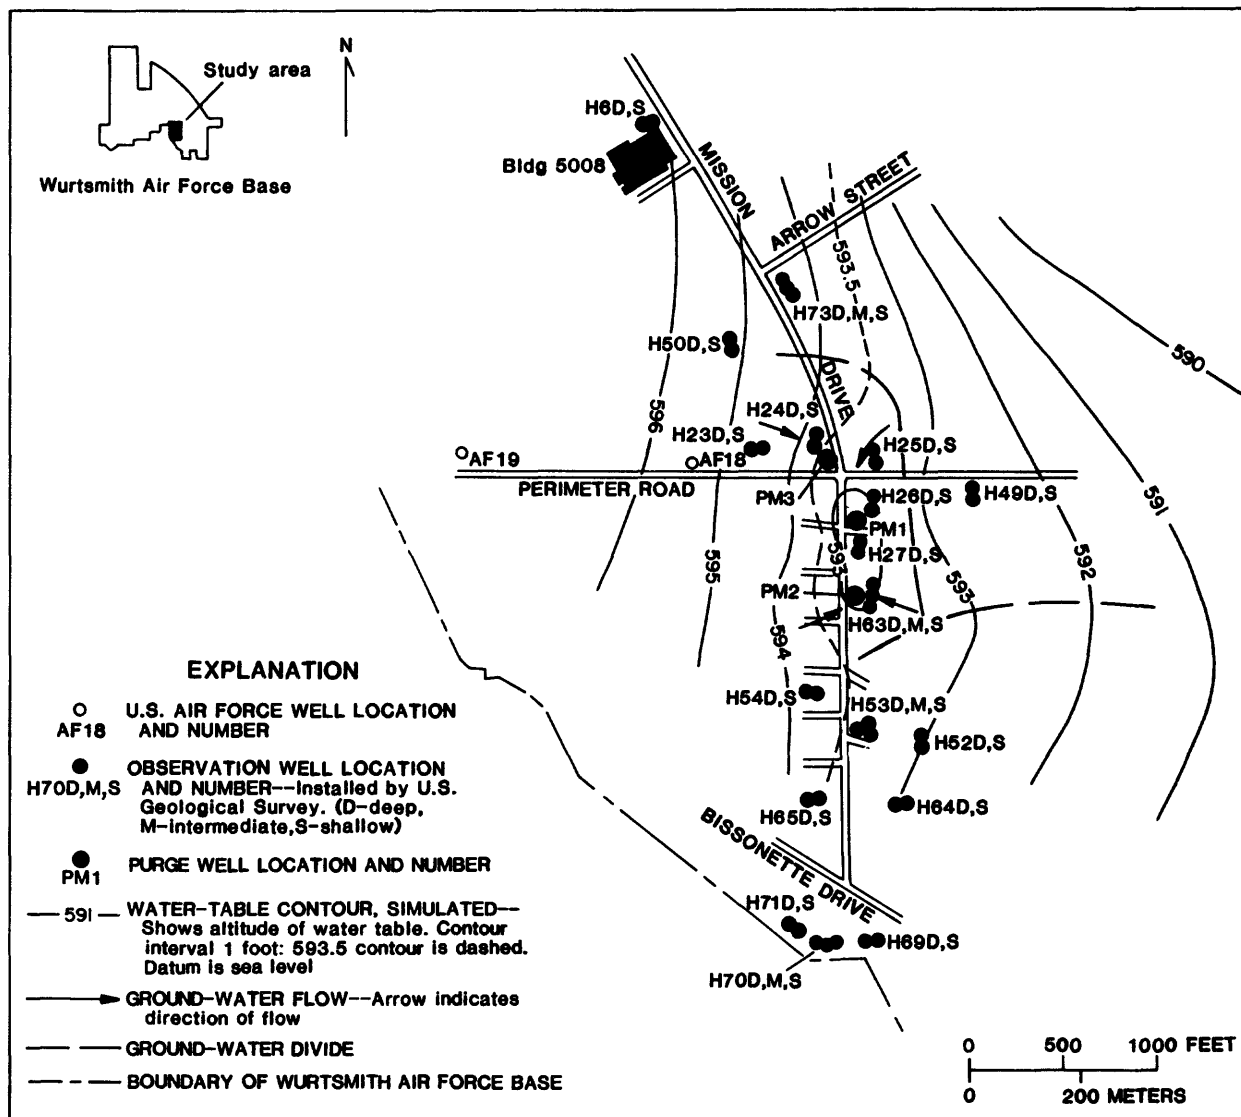 N
Study area
Wurtsmith Air Force Base
H6D,S
Bldg 5008
MISSION
ARROW STREET
593.5
H73D,M,S
H50D,S
DRIVE
590
596
H24D,S
H23D,S
H25D,S
AF19
AF18
PERIMETER ROAD
PM3
H26D,S
H49D,S
591
PM1
595
593
H27D,S
592
PM2
593
H63D,M,S
594
H54D,S
H53D,M,S
H52D,S
H65D,S
H64D,S
BISSONETTE DRIVE
H71D,S
H69D,S
H70D,M,S
EXPLANATION
AF18 U.S. AIR FORCE WELL LOCATION
AND NUMBER
OBSERVATION WELL LOCATION
H70D,M,S AND NUMBER--Installed by U.S.
Geological Survey. (D-deep,
M-intermediate,S-shallow)
PM1 PURGE WELL LOCATION AND NUMBER
591 WATER-TABLE CONTOUR, SIMULATED--
Shows altitude of water table. Contour
interval 1 foot: 593.5 contour is dashed.
Datum is sea level
GROUND-WATER FLOW--Arrow indicates
direction of flow
GROUND-WATER DIVIDE
BOUNDARY OF WURTSMITH AIR FORCE BASE
0 500 1000 FEET
0 200 METERS